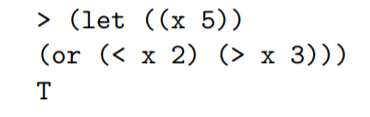 > (let ((x 5))
(or (< x 2) (> x 3)))
T